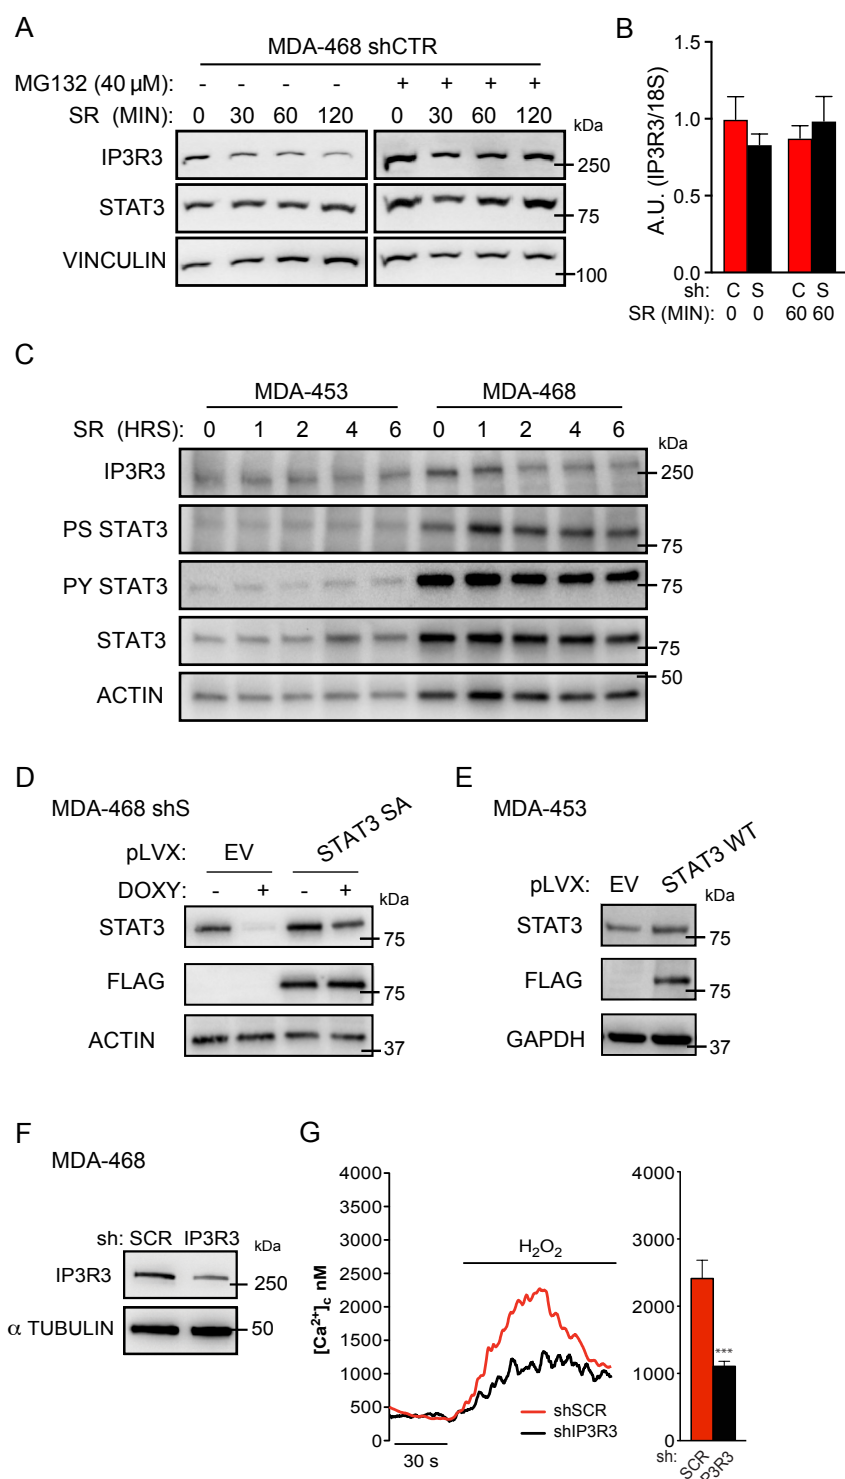 A
MDA-468 shCTR
MG132 (40 µM): - - - - + + + +
SR (MIN): 0 30 60 120 0 30 60 120
kDa
IP3R3
250
STAT3
75
VINCULIN
100
B
A.U. (IP3R3/18S)
1.5
1.0
0.5
0.0
sh: C S C S
SR (MIN): 0 0 60 60
C
MDA-453 MDA-468
SR (HRS): 0 1 2 4 6 0 1 2 4 6
kDa
IP3R3
250
PS STAT3
75
PY STAT3
75
STAT3
75
50
ACTIN
D
MDA-468 shS
pLVX: EV STAT3 SA
DOXY: - + - +
kDa
STAT3
75
FLAG
75
ACTIN
37
E
MDA-453
pLVX: EV STAT3 WT
kDa
STAT3
75
FLAG
75
GAPDH
37
F
MDA-468
sh: SCR IP3R3
kDa
IP3R3
250
α TUBULIN
50
G
[Ca²⁺]c nM
4000
3500
3000
2500
2000
1500
1000
500
0
H₂O₂
shSCR
shIP3R3
30 s
4000
3000
2000
1000
0
***
sh: SCR